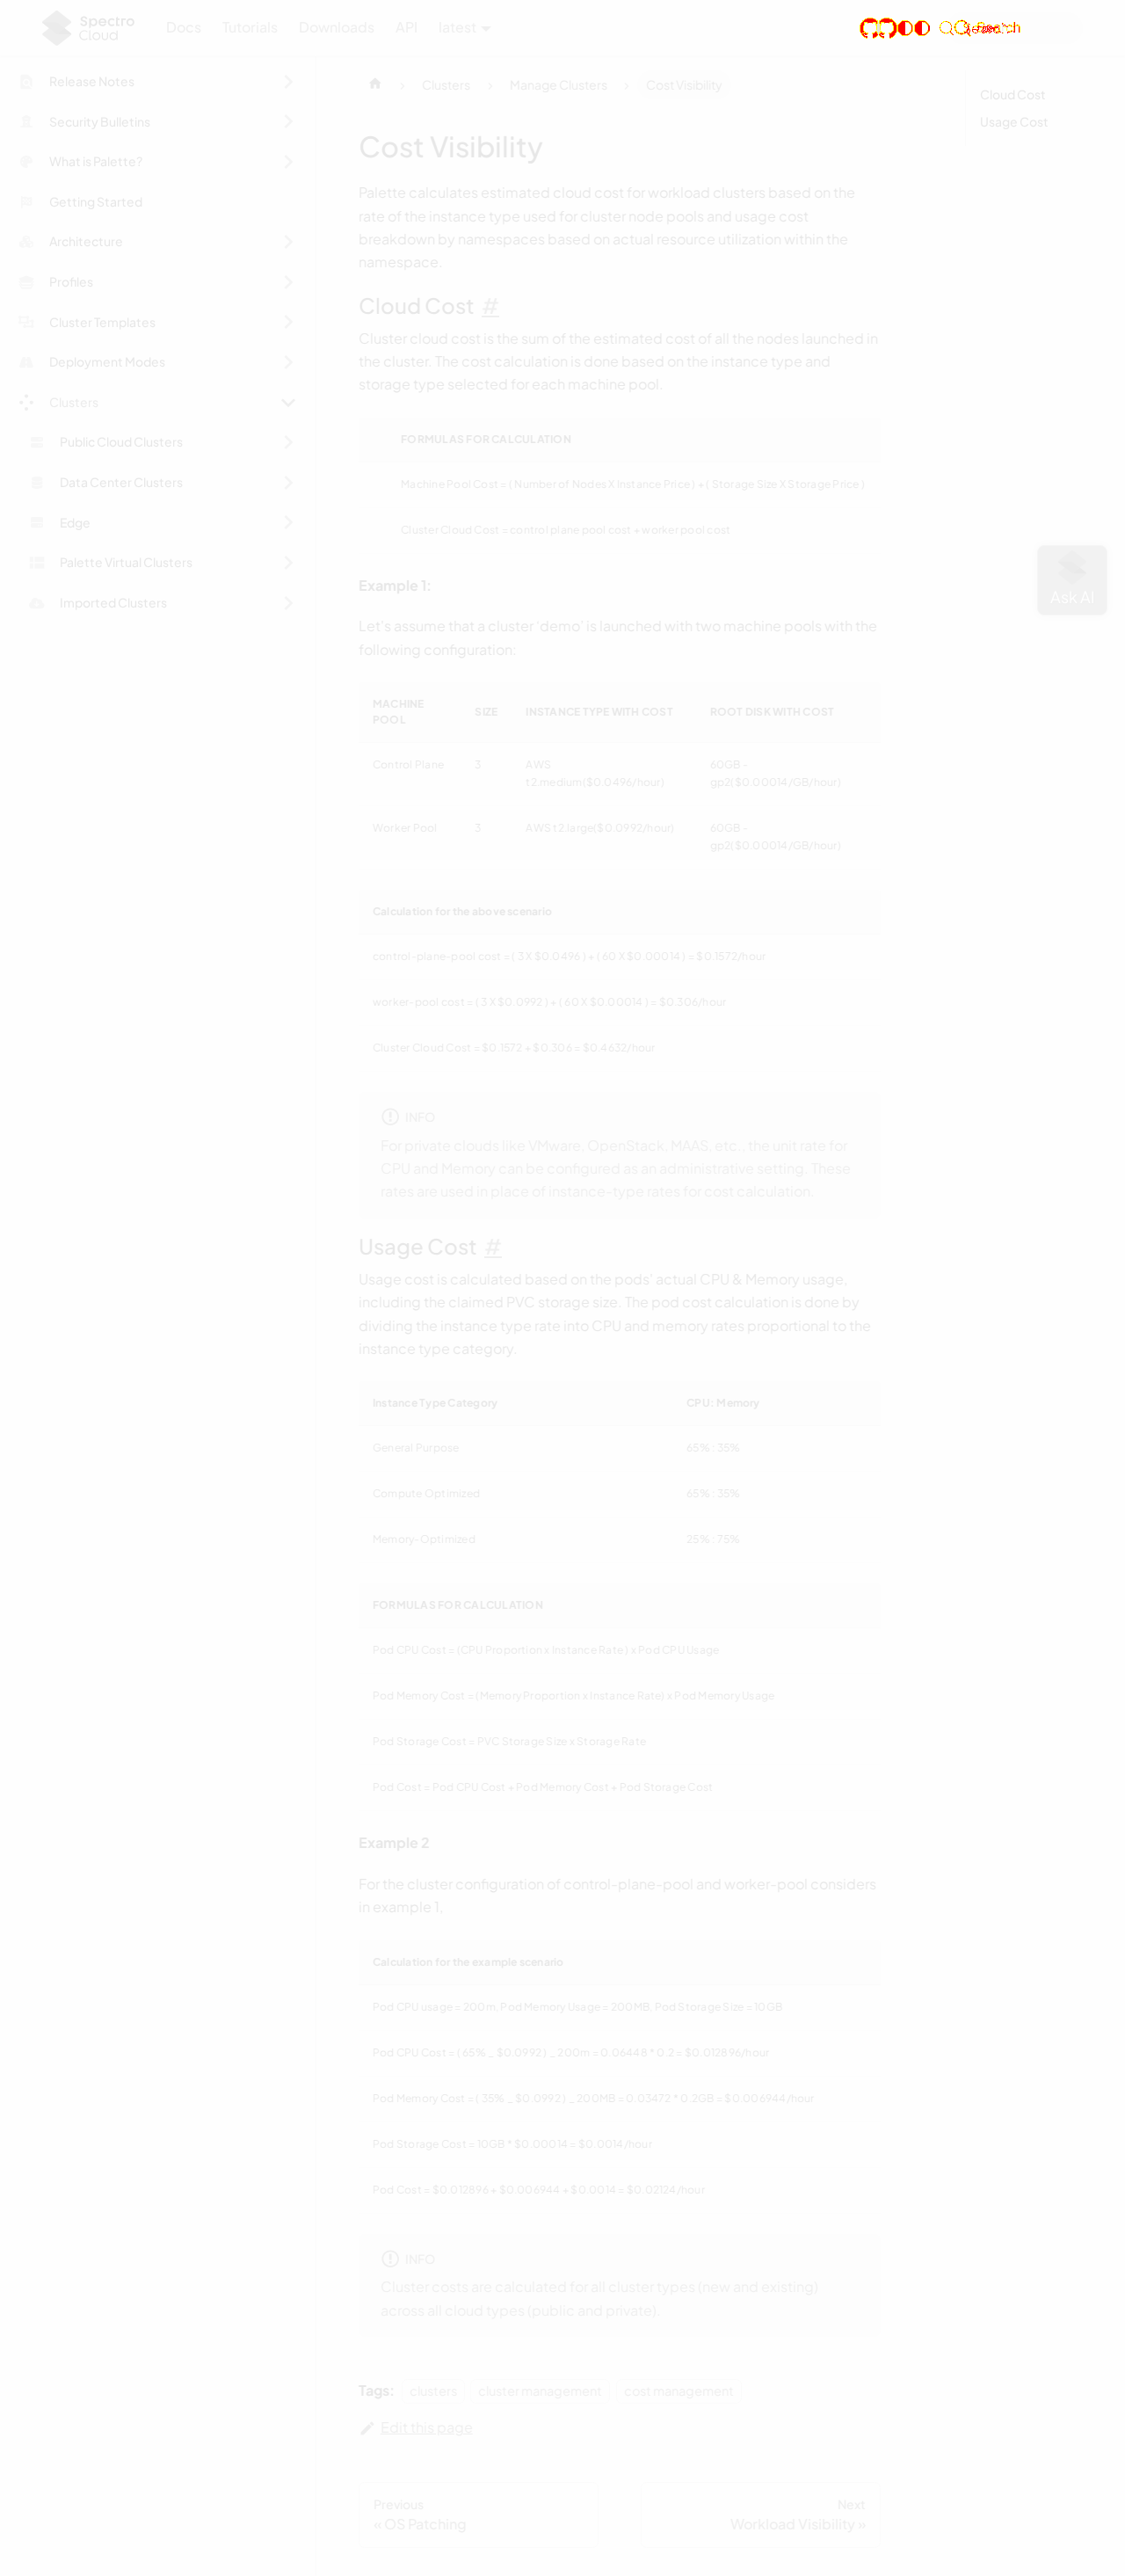 Spectro Cloud
Docs
Tutorials
Downloads
API
latest
Release Notes
Security Bulletins
What is Palette?
Getting Started
Architecture
Profiles
Cluster Templates
Deployment Modes
Clusters
Public Cloud Clusters
Data Center Clusters
Edge
Palette Virtual Clusters
Imported Clusters
Clusters
Manage Clusters
Cost Visibility
Cost Visibility
Palette calculates estimated cloud cost for workload clusters based on the
rate of the instance type used for cluster node pools and usage cost
breakdown by namespaces based on actual resource utilization within the
namespace.
Cloud Cost #
Cluster cloud cost is the sum of the estimated cost of all the nodes launched in
the cluster. The cost calculation is done based on the instance type and
storage type selected for each machine pool.
FORMULAS FOR CALCULATION
Machine Pool Cost = ( Number of Nodes X Instance Price ) + ( Storage Size X Storage Price )
Cluster Cloud Cost = control plane pool cost + worker pool cost
Example 1:
Let's assume that a cluster 'demo' is launched with two machine pools with the
following configuration:
MACHINE POOL SIZE INSTANCE TYPE WITH COST ROOT DISK WITH COST
Control Plane 3 AWS t2.medium($0.0496/hour) 60GB - gp2($0.00014/GB/hour)
Worker Pool 3 AWS t2.large($0.0992/hour) 60GB - gp2($0.00014/GB/hour)
Calculation for the above scenario
control-plane-pool cost = ( 3 X $0.0496 ) + ( 60 X $0.00014 ) = $0.1572/hour
worker-pool cost = ( 3 X $0.0992 ) + ( 60 X $0.00014 ) = $0.306/hour
Cluster Cloud Cost = $0.1572 + $0.306 = $0.4632/hour
INFO
For private clouds like VMware, OpenStack, MAAS, etc., the unit rate for
CPU and Memory can be configured as an administrative setting. These
rates are used in place of instance-type rates for cost calculation.
Usage Cost #
Usage cost is calculated based on the pods' actual CPU & Memory usage,
including the claimed PVC storage size. The pod cost calculation is done by
dividing the instance type rate into CPU and memory rates proportional to the
instance type category.
Instance Type Category CPU: Memory
General Purpose 65% : 35%
Compute Optimized 65% : 35%
Memory-Optimized 25% : 75%
FORMULAS FOR CALCULATION
Pod CPU Cost = (CPU Proportion x Instance Rate ) x Pod CPU Usage
Pod Memory Cost = (Memory Proportion x Instance Rate) x Pod Memory Usage
Pod Storage Cost = PVC Storage Size x Storage Rate
Pod Cost = Pod CPU Cost + Pod Memory Cost + Pod Storage Cost
Example 2
For the cluster configuration of control-plane-pool and worker-pool considers
in example 1,
Calculation for the example scenario
Pod CPU usage = 200m, Pod Memory Usage = 200MB, Pod Storage Size = 10GB
Pod CPU Cost = ( 65% _ $0.0992 ) _ 200m = 0.06448 * 0.2 = $0.012896/hour
Pod Memory Cost = ( 35% _ $0.0992 ) _ 200MB = 0.03472 * 0.2GB = $0.006944/hour
Pod Storage Cost = 10GB * $0.00014 = $0.0014/hour
Pod Cost = $0.012896 + $0.006944 + $0.0014 = $0.02124/hour
INFO
Cluster costs are calculated for all cluster types (new and existing)
across all cloud types (public and private)
Tags: clusters cluster management cost management
Edit this page
Previous
« OS Patching
Next
Workload Visibility »
Cloud Cost
Usage Cost
Ask AI